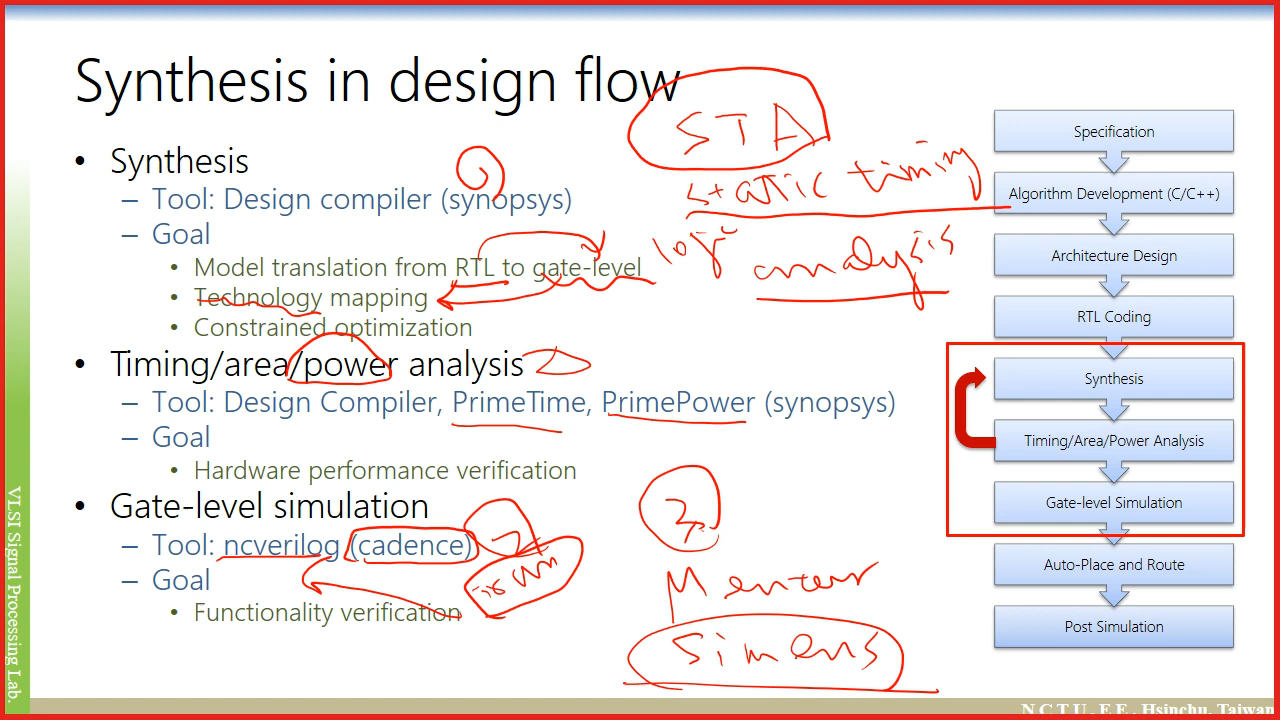 Synthesis in design flow
• Synthesis
– Tool: Design compiler (synopsys)
– Goal
• Model translation from RTL to gate-level
• Technology mapping
• Constrained optimization
• Timing/area/power analysis
– Tool: Design Compiler, PrimeTime, PrimePower (synopsys)
– Goal
• Hardware performance verification
• Gate-level simulation
– Tool: ncverilog (cadence)
– Goal
• Functionality verification
STA
static timing
logic analysis
3.
Mentor
Simens
Specification
Algorithm Development (C/C++)
Architecture Design
RTL Coding
Synthesis
Timing/Area/Power Analysis
Gate-level Simulation
Auto-Place and Route
Post Simulation
VLSI Signal Processing Lab.
NCTU. EE, Hsinchu, Taiwan